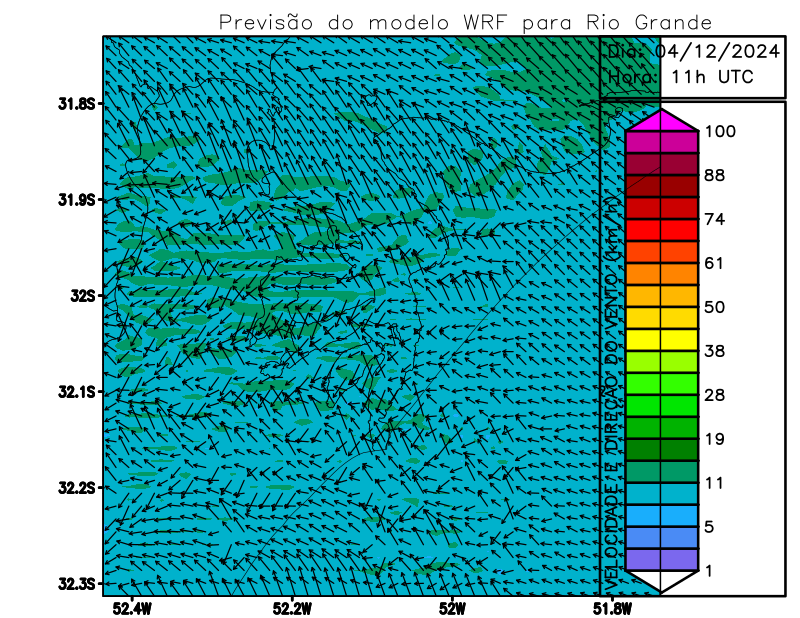 Previsão do modelo WRF para Rio Grande
Dia: 04/12/2024
Hora: 11h UTC
31.8S
31.9S
32S
32.1S
32.2S
32.3S
52.4W
52.2W
52W
51.8W
VELOCIDADE E DIREÇÃO DO VENTO (km/h)
100
88
74
61
50
38
28
19
11
5
1